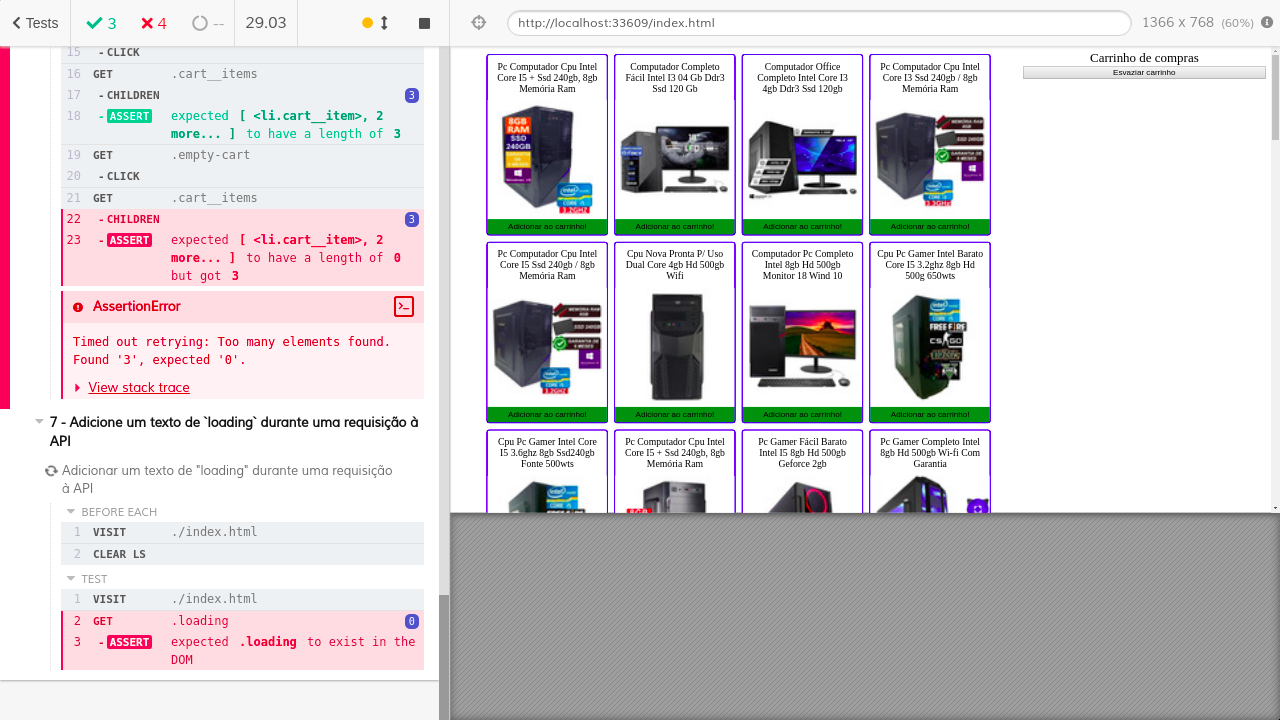 Tests
3
4
--
29.03
http://localhost:33609/index.html
1366 x 768 (60%)
15 -CLICK
16 GET .cart__items
17 -CHILDREN 3
18 -ASSERT expected [ <li.cart__item>, 2
more... ] to have a length of 3
19 GET .empty-cart
20 -CLICK
21 GET .cart__items
22 -CHILDREN 3
23 -ASSERT expected [ <li.cart__item>, 2
more... ] to have a length of 0
but got 3
AssertionError
Timed out retrying: Too many elements found.
Found '3', expected '0'.
View stack trace
7 - Adicione um texto de `loading` durante uma requisição à
API
Adicionar um texto de "loading" durante uma requisição
à API
BEFORE EACH
1 VISIT ./index.html
2 CLEAR LS
TEST
1 VISIT ./index.html
2 GET .loading 0
3 -ASSERT expected .loading to exist in the
DOM
Pc Computador Cpu Intel
Core I5 + Ssd 240gb, 8gb
Memória Ram
Adicionar ao carrinho!
Computador Completo
Fácil Intel I3 04 Gb Ddr3
Ssd 120 Gb
Adicionar ao carrinho!
Computador Office
Completo Intel Core I3
4gb Ddr3 Ssd 120gb
Adicionar ao carrinho!
Pc Computador Cpu Intel
Core I3 Ssd 240gb / 8gb
Memória Ram
Adicionar ao carrinho!
Carrinho de compras
Esvaziar carrinho
Pc Computador Cpu Intel
Core I5 Ssd 240gb / 8gb
Memória Ram
Adicionar ao carrinho!
Cpu Nova Pronta P/ Uso
Dual Core 4gb Hd 500gb
Wifi
Adicionar ao carrinho!
Computador Pc Completo
Intel 8gb Hd 500gb
Monitor 18 Wind 10
Adicionar ao carrinho!
Cpu Pc Gamer Intel Barato
Core I5 3.2ghz 8gb Hd
500g 650wts
Adicionar ao carrinho!
Cpu Pc Gamer Intel Core
I5 3.6ghz 8gb Ssd240gb
Fonte 500wts
Pc Computador Cpu Intel
Core I5 + Ssd 240gb, 8gb
Memória Ram
Pc Gamer Fácil Barato
Intel I5 8gb Hd 500gb
Geforce 2gb
Pc Gamer Completo Intel
8gb Hd 500gb Wi-fi Com
Garantia
8GB
RAM
SSD
240GB
3.2GHZ
FREE FIRE
CS:GO